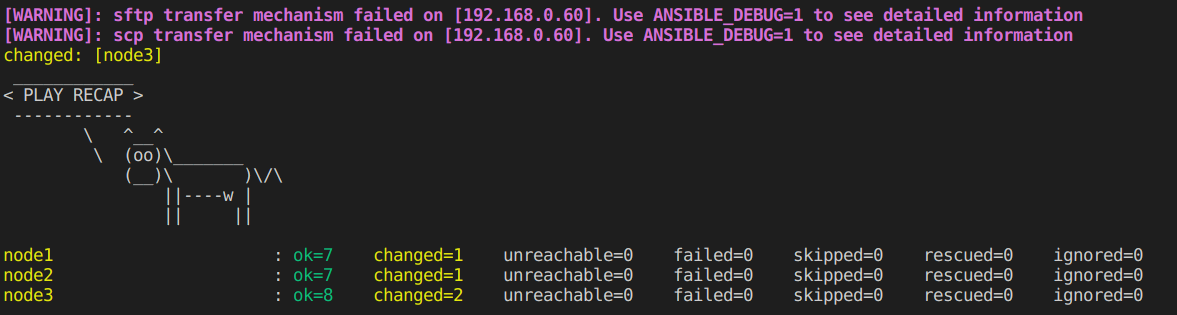 [WARNING]: sftp transfer mechanism failed on [192.168.0.60]. Use ANSIBLE_DEBUG=1 to see detailed information
[WARNING]: scp transfer mechanism failed on [192.168.0.60]. Use ANSIBLE_DEBUG=1 to see detailed information
changed: [node3]
 ____________
< PLAY RECAP >
 ------------
        \   ^__^
         \  (oo)\_______
            (__)\       )\/\
                ||----w |
                ||     ||
node1                      : ok=7    changed=1    unreachable=0    failed=0    skipped=0    rescued=0    ignored=0
node2                      : ok=7    changed=1    unreachable=0    failed=0    skipped=0    rescued=0    ignored=0
node3                      : ok=8    changed=2    unreachable=0    failed=0    skipped=0    rescued=0    ignored=0